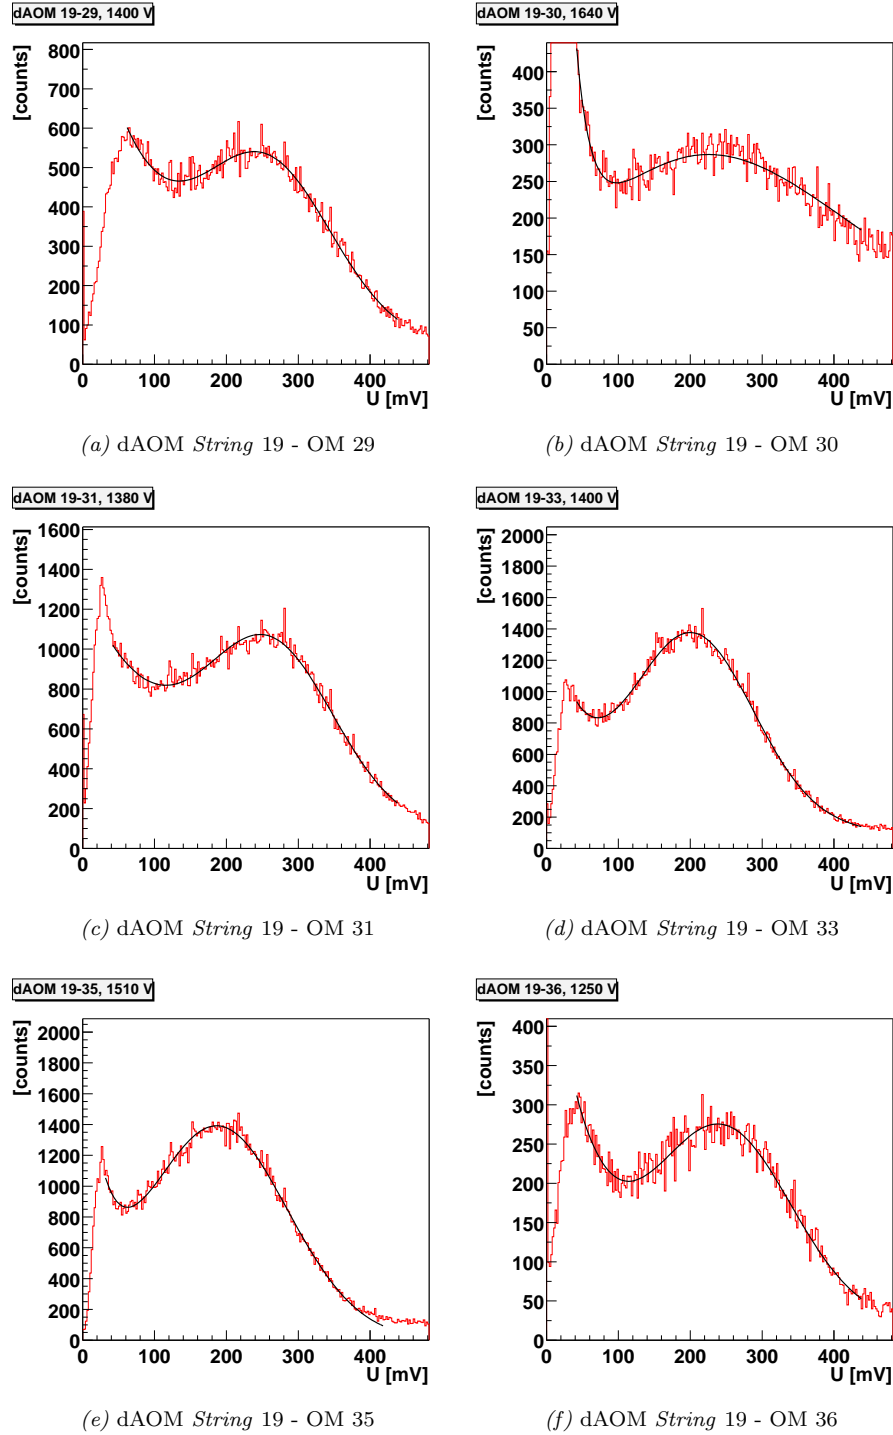 dAOM 19-29, 1400 V
[counts]
800
700
600
500
400
300
200
100
0
0 100 200 300 400
U [mV]
(a) dAOM String 19 - OM 29
dAOM 19-30, 1640 V
[counts]
400
350
300
250
200
150
100
50
0
0 100 200 300 400
U [mV]
(b) dAOM String 19 - OM 30
dAOM 19-31, 1380 V
[counts]
1600
1400
1200
1000
800
600
400
200
0
0 100 200 300 400
U [mV]
(c) dAOM String 19 - OM 31
dAOM 19-33, 1400 V
[counts]
2000
1800
1600
1400
1200
1000
800
600
400
200
0
0 100 200 300 400
U [mV]
(d) dAOM String 19 - OM 33
dAOM 19-35, 1510 V
[counts]
2000
1800
1600
1400
1200
1000
800
600
400
200
0
0 100 200 300 400
U [mV]
(e) dAOM String 19 - OM 35
dAOM 19-36, 1250 V
[counts]
400
350
300
250
200
150
100
50
0
0 100 200 300 400
U [mV]
(f) dAOM String 19 - OM 36